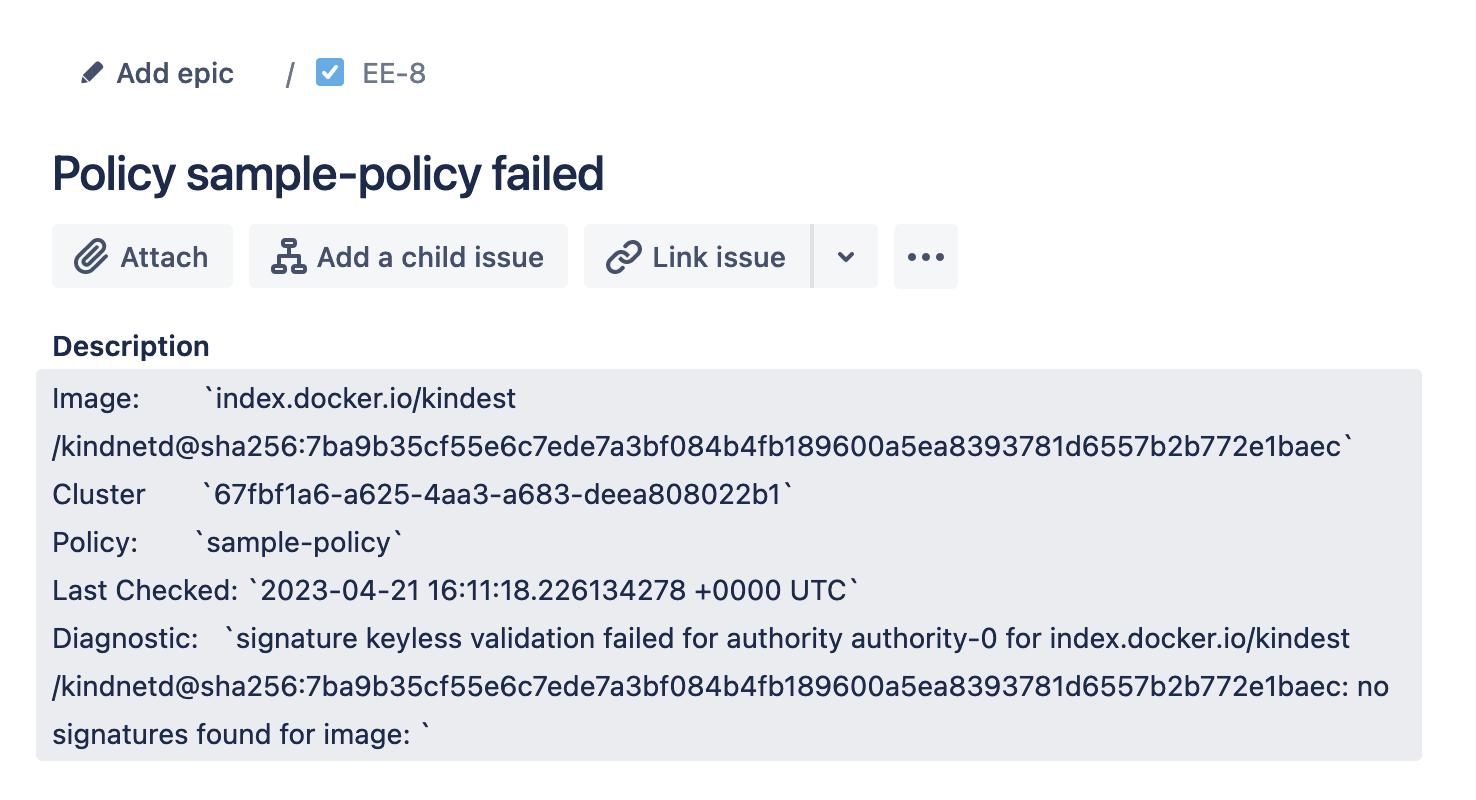 Add epic / EE-8
Policy sample-policy failed
Attach Add a child issue Link issue
Description
Image: `index.docker.io/kindest
/kindnetd@sha256:7ba9b35cf55e6c7ede7a3bf084b4fb189600a5ea8393781d6557b2b772e1baec`
Cluster `67fbf1a6-a625-4aa3-a683-deea808022b1`
Policy: `sample-policy`
Last Checked: `2023-04-21 16:11:18.226134278 +0000 UTC`
Diagnostic: `signature keyless validation failed for authority authority-0 for index.docker.io/kindest
/kindnetd@sha256:7ba9b35cf55e6c7ede7a3bf084b4fb189600a5ea8393781d6557b2b772e1baec: no
signatures found for image: `